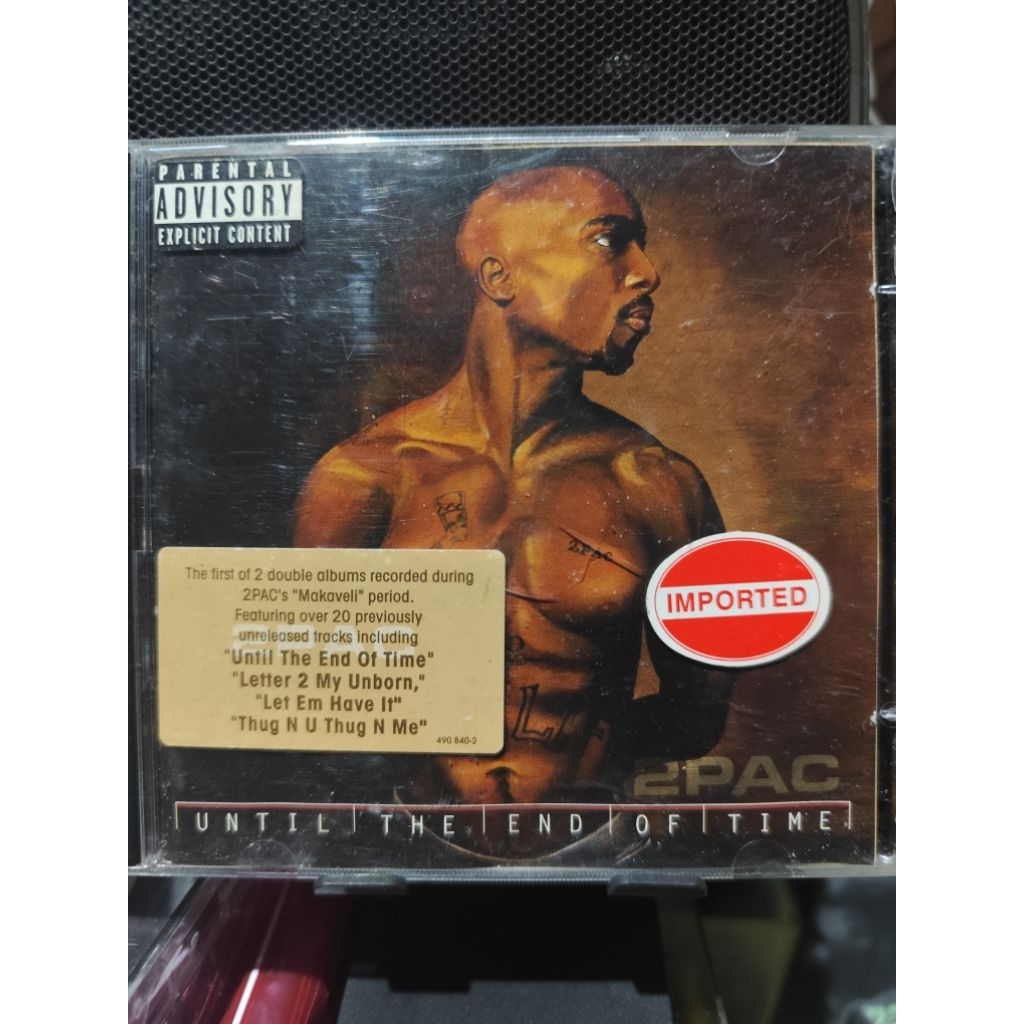 PARENTAL
ADVISORY
EXPLICIT CONTENT
2PAC
The first of 2 double albums recorded during
2PAC's "Makaveli" period.
Featuring over 20 previously
unreleased tracks including
"Until The End Of Time"
"Letter 2 My Unborn,"
"Let Em Have It"
"Thug N U Thug N Me"
490 840-2
IMPORTED
2PAC
UNTIL THE END OF TIME